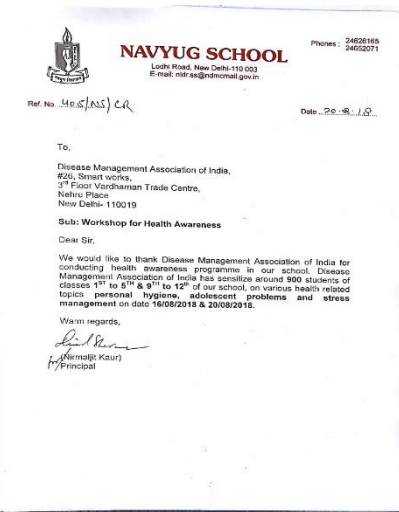 NAVYUG SCHOOL
Phones : 24626165
24652071
Lodhi Road, New Delhi-110 003
E-mail: nldr.ss@ndmcmail.gov.in
Ref. No. 405/NS/CR
Date 20.8.18
To,
Disease Management Association of India,
#26, Smart works,
3rd Floor Vardhaman Trade Centre,
Nehru Place
New Delhi- 110019
Sub: Workshop for Health Awareness
Dear Sir,
We would like to thank Disease Management Association of India for
conducting health awareness programme in our school. Disease
Management Association of India has sensitize around 900 students of
classes 1ST to 5TH & 9TH to 12th of our school, on various health related
topics personal hygiene, adolescent problems and stress
management on date 16/08/2018 & 20/08/2018.
Warm regards,
for (Nirmaljit Kaur)
Principal